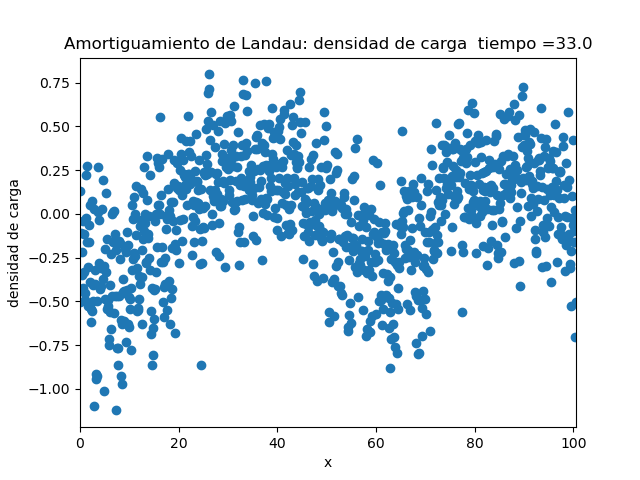 Amortiguamiento de Landau: densidad de carga  tiempo =33.0
densidad de carga
0.75
0.50
0.25
0.00
−0.25
−0.50
−0.75
−1.00
0 20 40 60 80 100
x